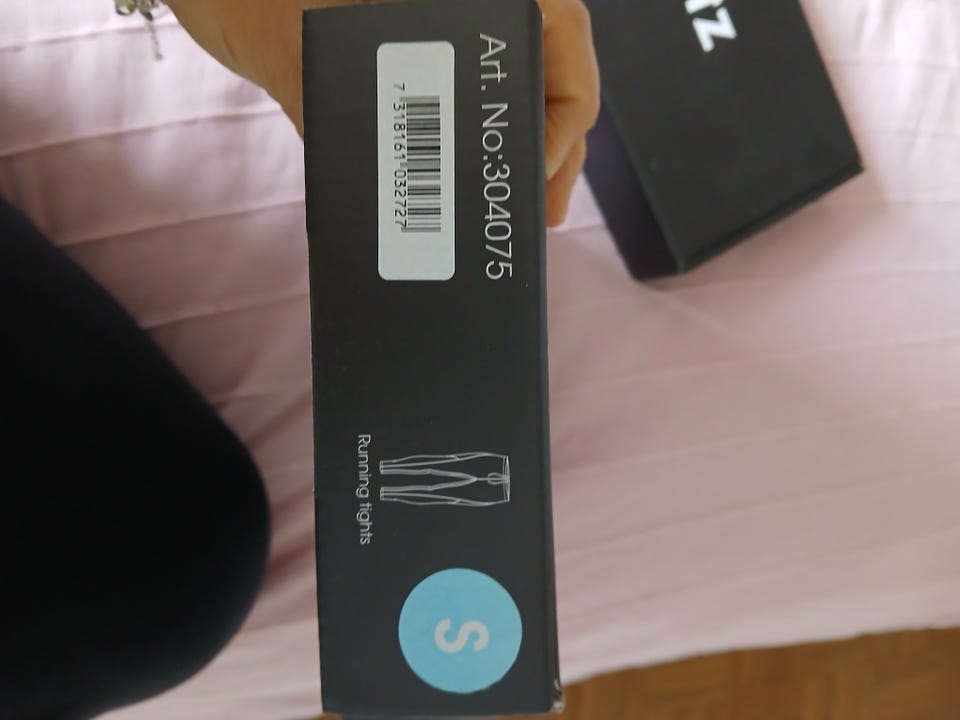 Art. No:304075
7 318161 032727
Running tights
S